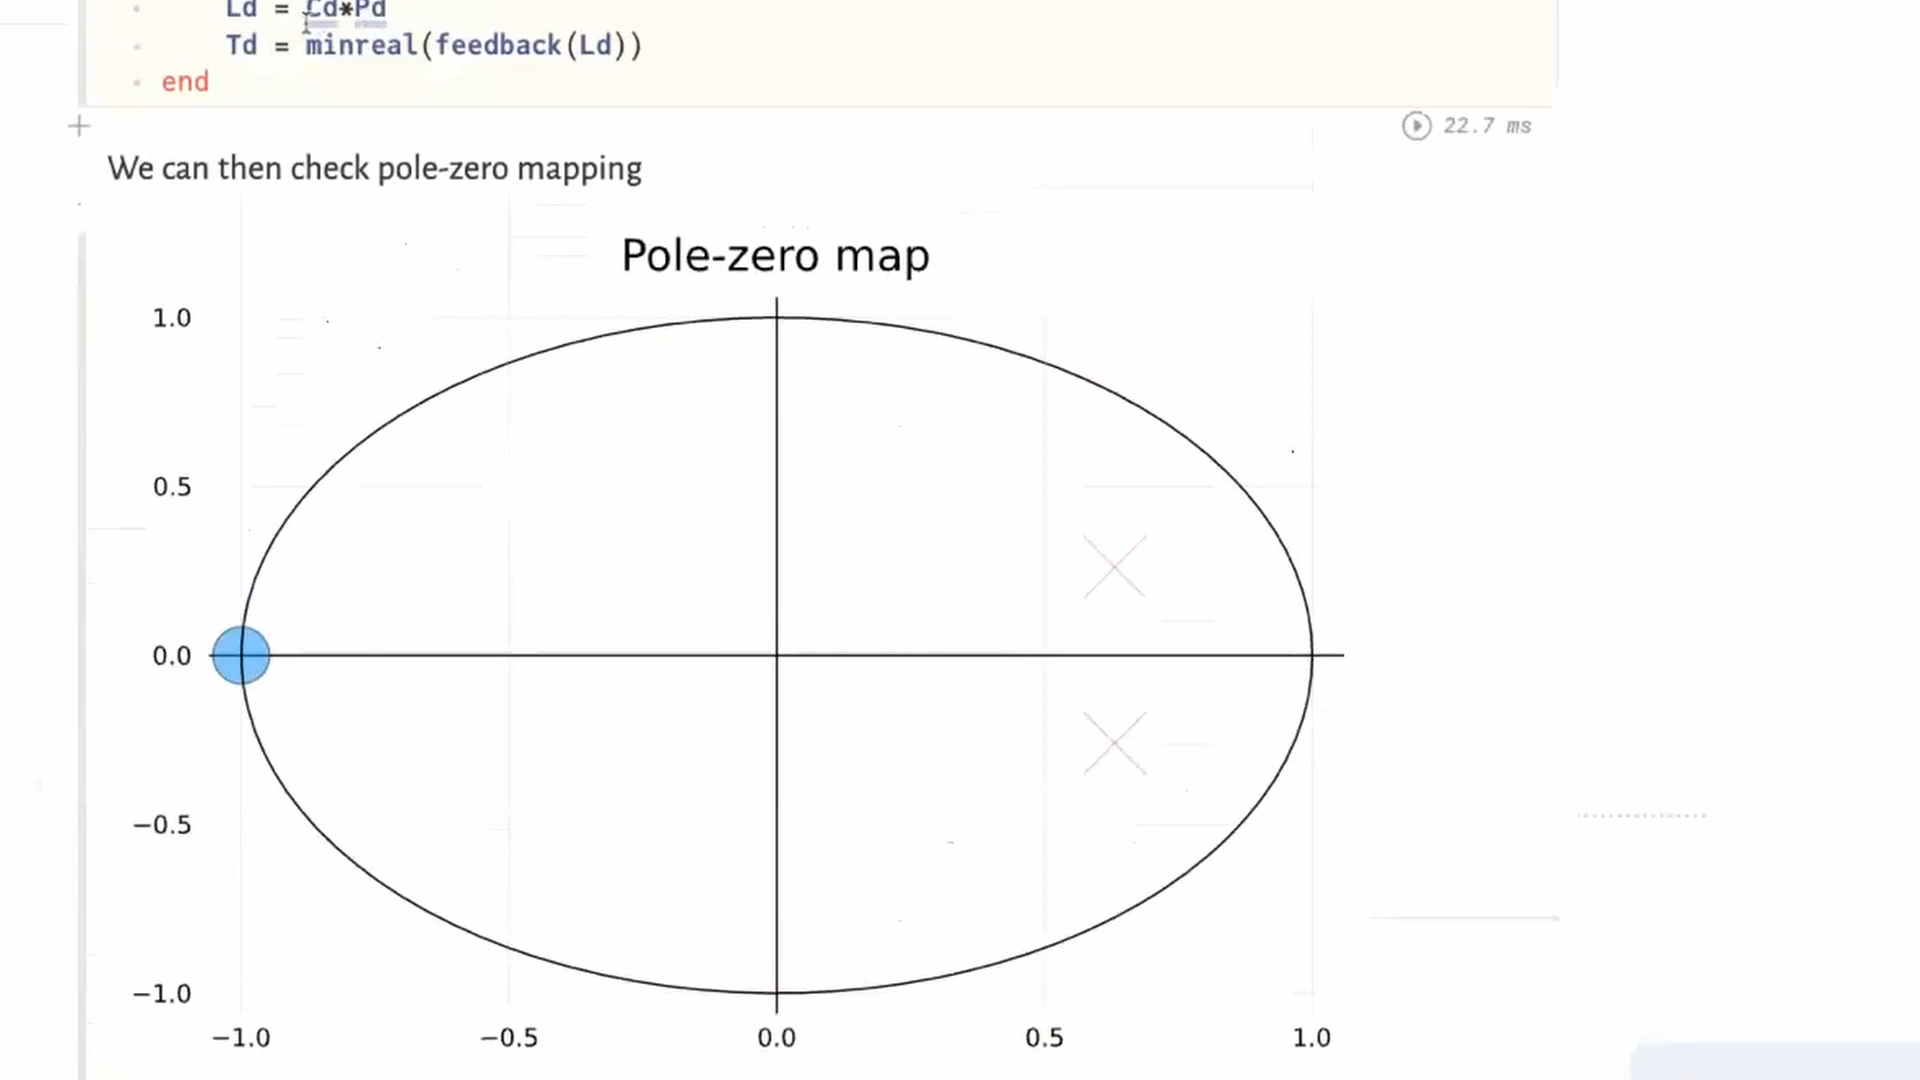 Ld = Cd*Pd
Td = minreal(feedback(Ld))
end
22.7 ms
We can then check pole-zero mapping
Pole-zero map
1.0
0.5
0.0
−0.5
−1.0
−1.0 −0.5 0.0 0.5 1.0